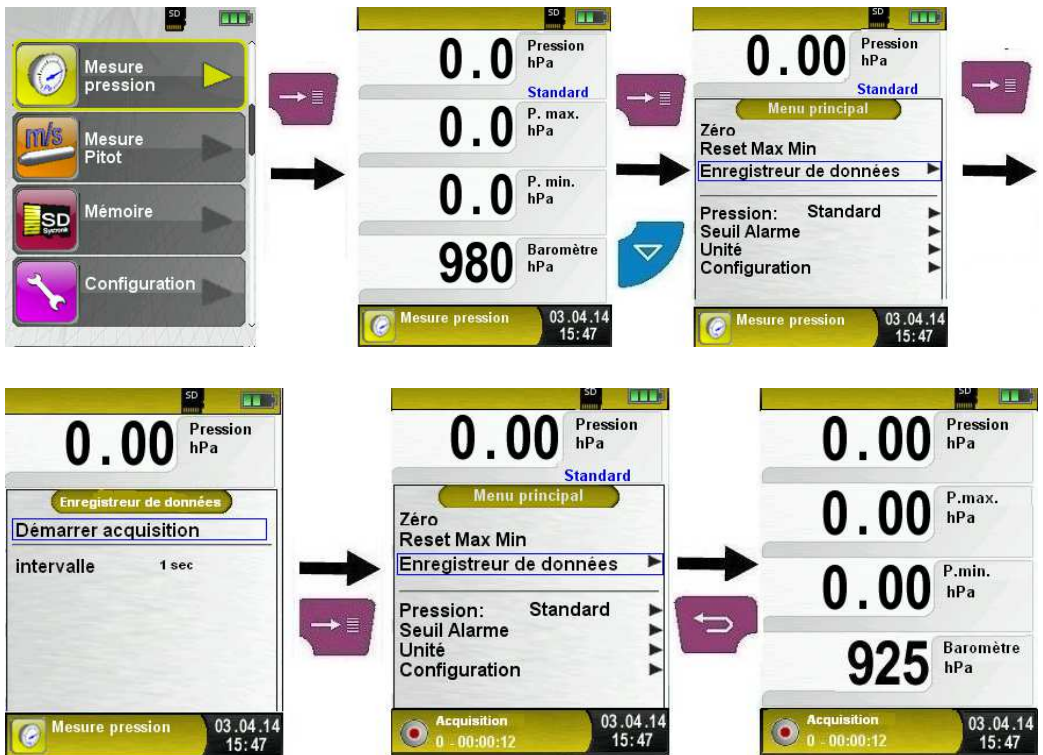 SD
Mesure
pression
m/s
Mesure
Pitot
SD
Mémoire
Configuration
SD
0.0 Pression
hPa
Standard
0.0 P. max.
hPa
0.0 P. min.
hPa
980 Baromètre
hPa
Mesure pression 03.04.14
15:47
SD
0.00 Pression
hPa
Standard
Menu principal
Zéro
Reset Max Min
Enregistreur de données
Pression: Standard
Seuil Alarme
Unité
Configuration
Mesure pression 03.04.14
15:47
SD
0.00 Pression
hPa
Enregistreur de données
Démarrer acquisition
intervalle 1 sec
Mesure pression 03.04.14
15:47
SD
0.00 Pression
hPa
Standard
Menu principal
Zéro
Reset Max Min
Enregistreur de données
Pression: Standard
Seuil Alarme
Unité
Configuration
Acquisition 03.04.14
0 - 00:00:12 15:47
SD
0.00 Pression
hPa
0.00 P.max.
hPa
0.00 P.min.
hPa
925 Baromètre
hPa
Acquisition 03.04.14
0 - 00:00:12 15:47